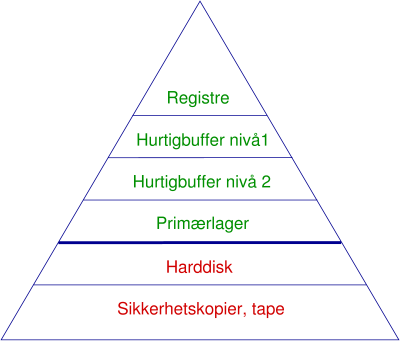 Registre
Hurtigbuffer nivå1
Hurtigbuffer nivå 2
Primærlager
Harddisk
Sikkerhetskopier, tape